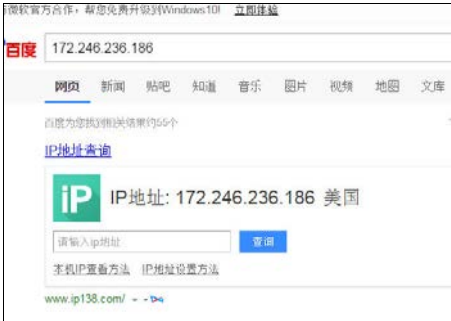 微软官方合作，帮您免费升级到Windows10! 立即体验
百度 172.246.236.186
网页 新闻 贴吧 知道 音乐 图片 视频 地图 文库
百度为您找到相关结果约55个
IP地址查询
iP IP地址: 172.246.236.186 美国
请输入ip地址 查询
本机IP查看方法 IP地址设置方法
www.ip138.com/